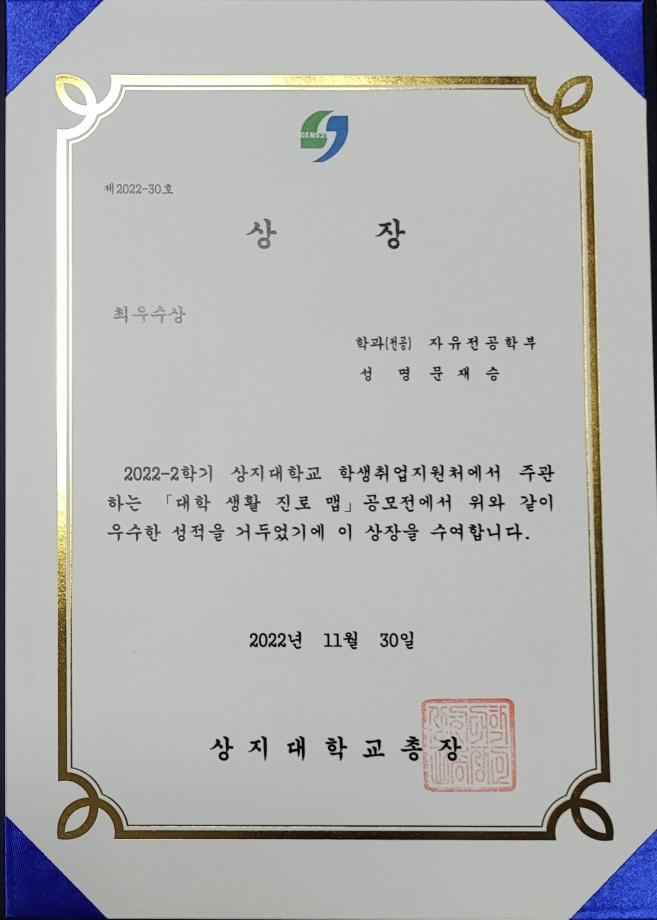 GENS2
제2022-30호
상 장
최우수상
학과(전공) 자유전공학부
성 명 문재승
2022-2학기 상지대학교 학생취업지원처에서 주관
하는 「대학 생활 진로 맵」공모전에서 위와 같이
우수한 성적을 거두었기에 이 상장을 수여합니다.
2022년 11월 30일
상지대학교총장